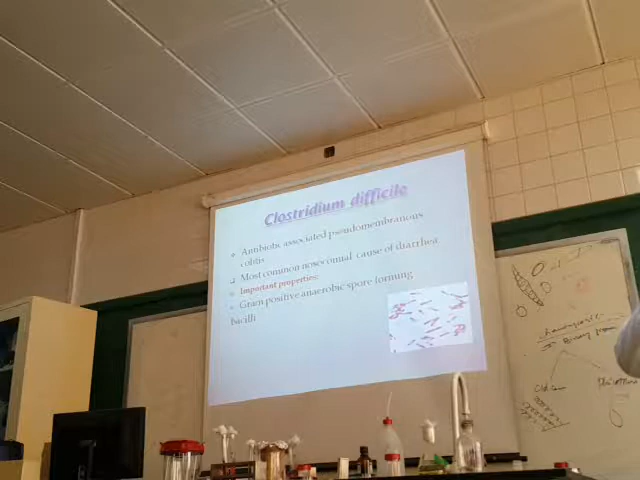 Clostridium difficile
Antibiotic associated pseudomembranous
colitis
Most common nosocomial cause of diarrhea
Important properties:
Gram positive anaerobic spore forming
bacilli